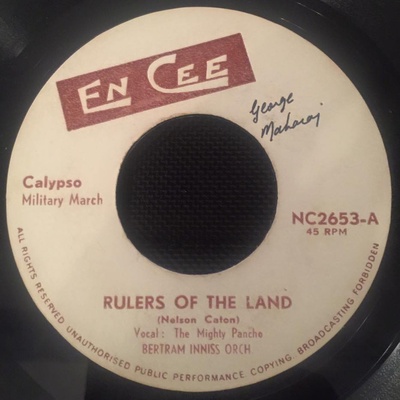 EN CEE
George
Maharaj
Calypso
Military March
NC2653-A
45 RPM
RULERS OF THE LAND
(Nelson Caton)
Vocal: The Mighty Pancho
BERTRAM INNISS ORCH
ALL RIGHTS RESERVED. UNAUTHORISED PUBLIC PERFORMANCE, COPYING, BROADCASTING FORBIDDEN